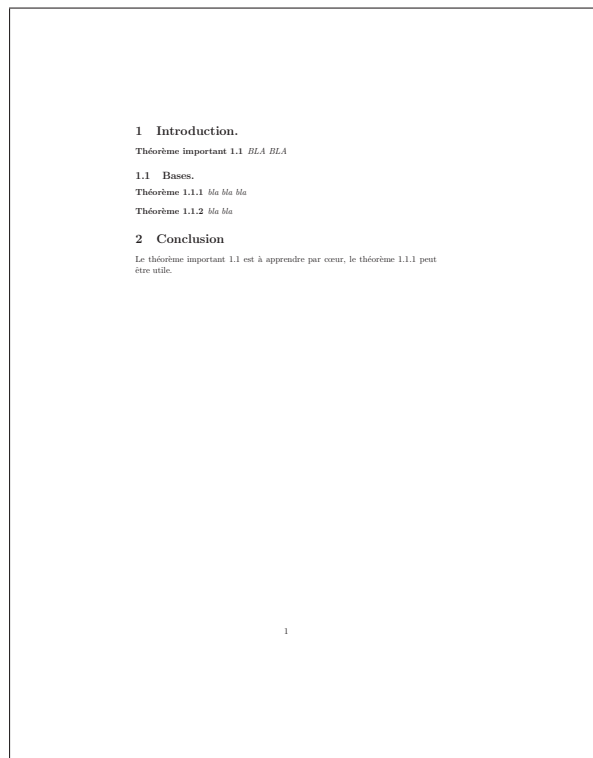 1 Introduction.
Théorème important 1.1 BLA BLA
1.1 Bases.
Théorème 1.1.1 bla bla bla
Théorème 1.1.2 bla bla
2 Conclusion
Le théorème important 1.1 est à apprendre par cœur, le théorème 1.1.1 peut
être utile.
1